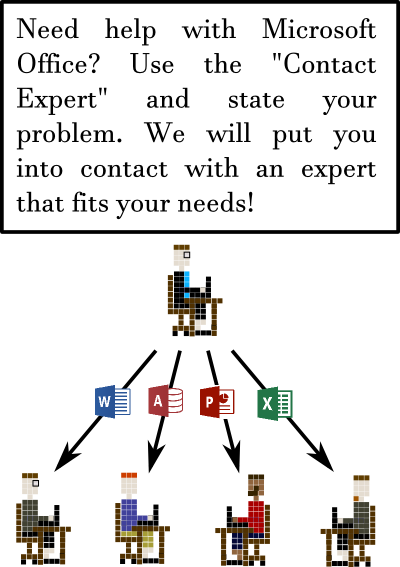 Need help with Microsoft
Office? Use the "Contact
Expert" and state your
problem. We will put you
into contact with an expert
that fits your needs!
W
A
P
X